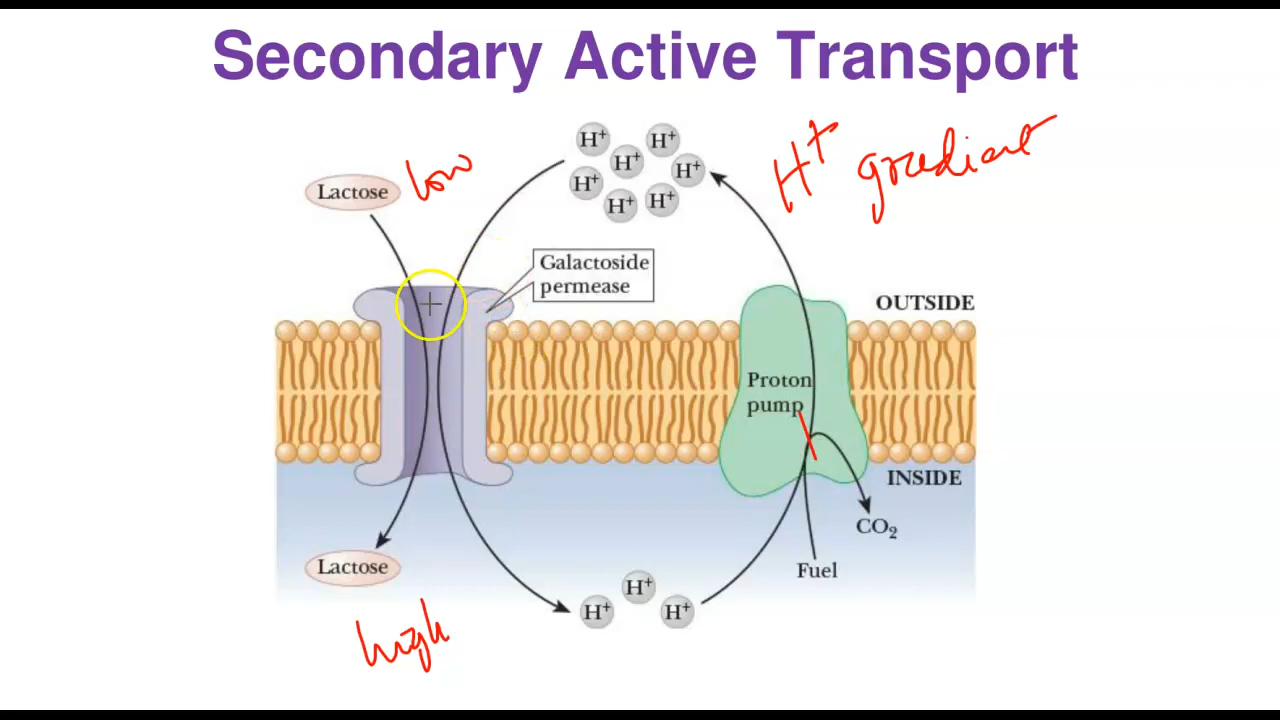 Secondary Active Transport
H⁺ H⁺ H⁺ H⁺ H⁺ H⁺ H⁺
H⁺ gradient
Lactose low
Galactoside
permease
OUTSIDE
Proton
pump
INSIDE
CO₂
Lactose
Fuel
H⁺ H⁺ H⁺
high